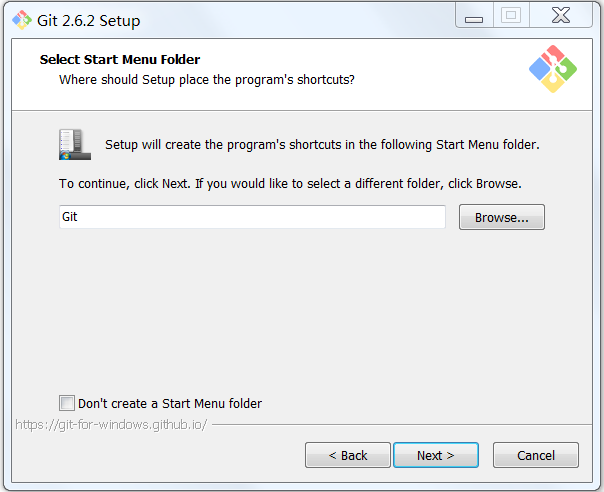 Git 2.6.2 Setup
Select Start Menu Folder
Where should Setup place the program's shortcuts?
Setup will create the program's shortcuts in the following Start Menu folder.
To continue, click Next. If you would like to select a different folder, click Browse.
Git
Browse...
Don't create a Start Menu folder
https://git-for-windows.github.io/
< Back
Next >
Cancel